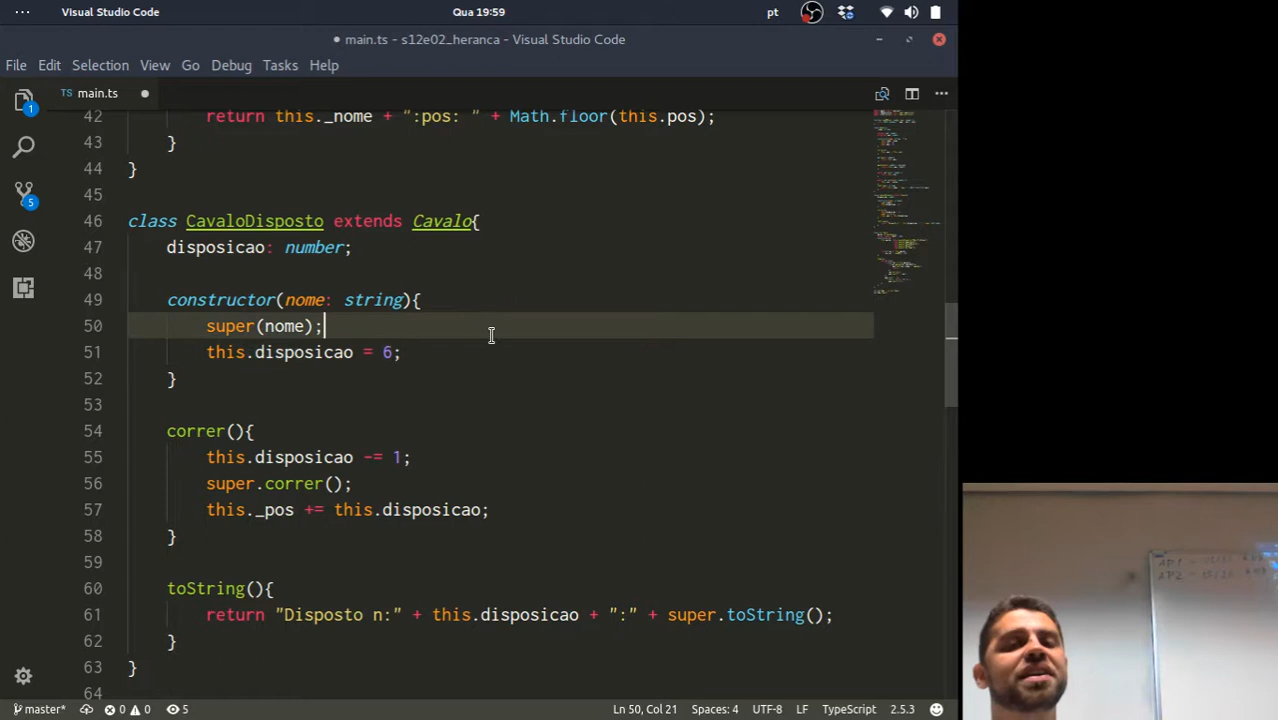 Visual Studio Code
Qua 19:59
pt
main.ts - s12e02_heranca - Visual Studio Code
File Edit Selection View Go Debug Tasks Help
TS main.ts
1
5
42 return this._nome + ":pos: " + Math.floor(this.pos);
43 }
44 }
45
46 class CavaloDisposto extends Cavalo{
47 disposicao: number;
48
49 constructor(nome: string){
50 super(nome);
51 this.disposicao = 6;
52 }
53
54 correr(){
55 this.disposicao -= 1;
56 super.correr();
57 this._pos += this.disposicao;
58 }
59
60 toString(){
61 return "Disposto n:" + this.disposicao + ":" + super.toString();
62 }
63 }
64
master* 0 0 5 Ln 50, Col 21 Spaces: 4 UTF-8 LF TypeScript 2.5.3